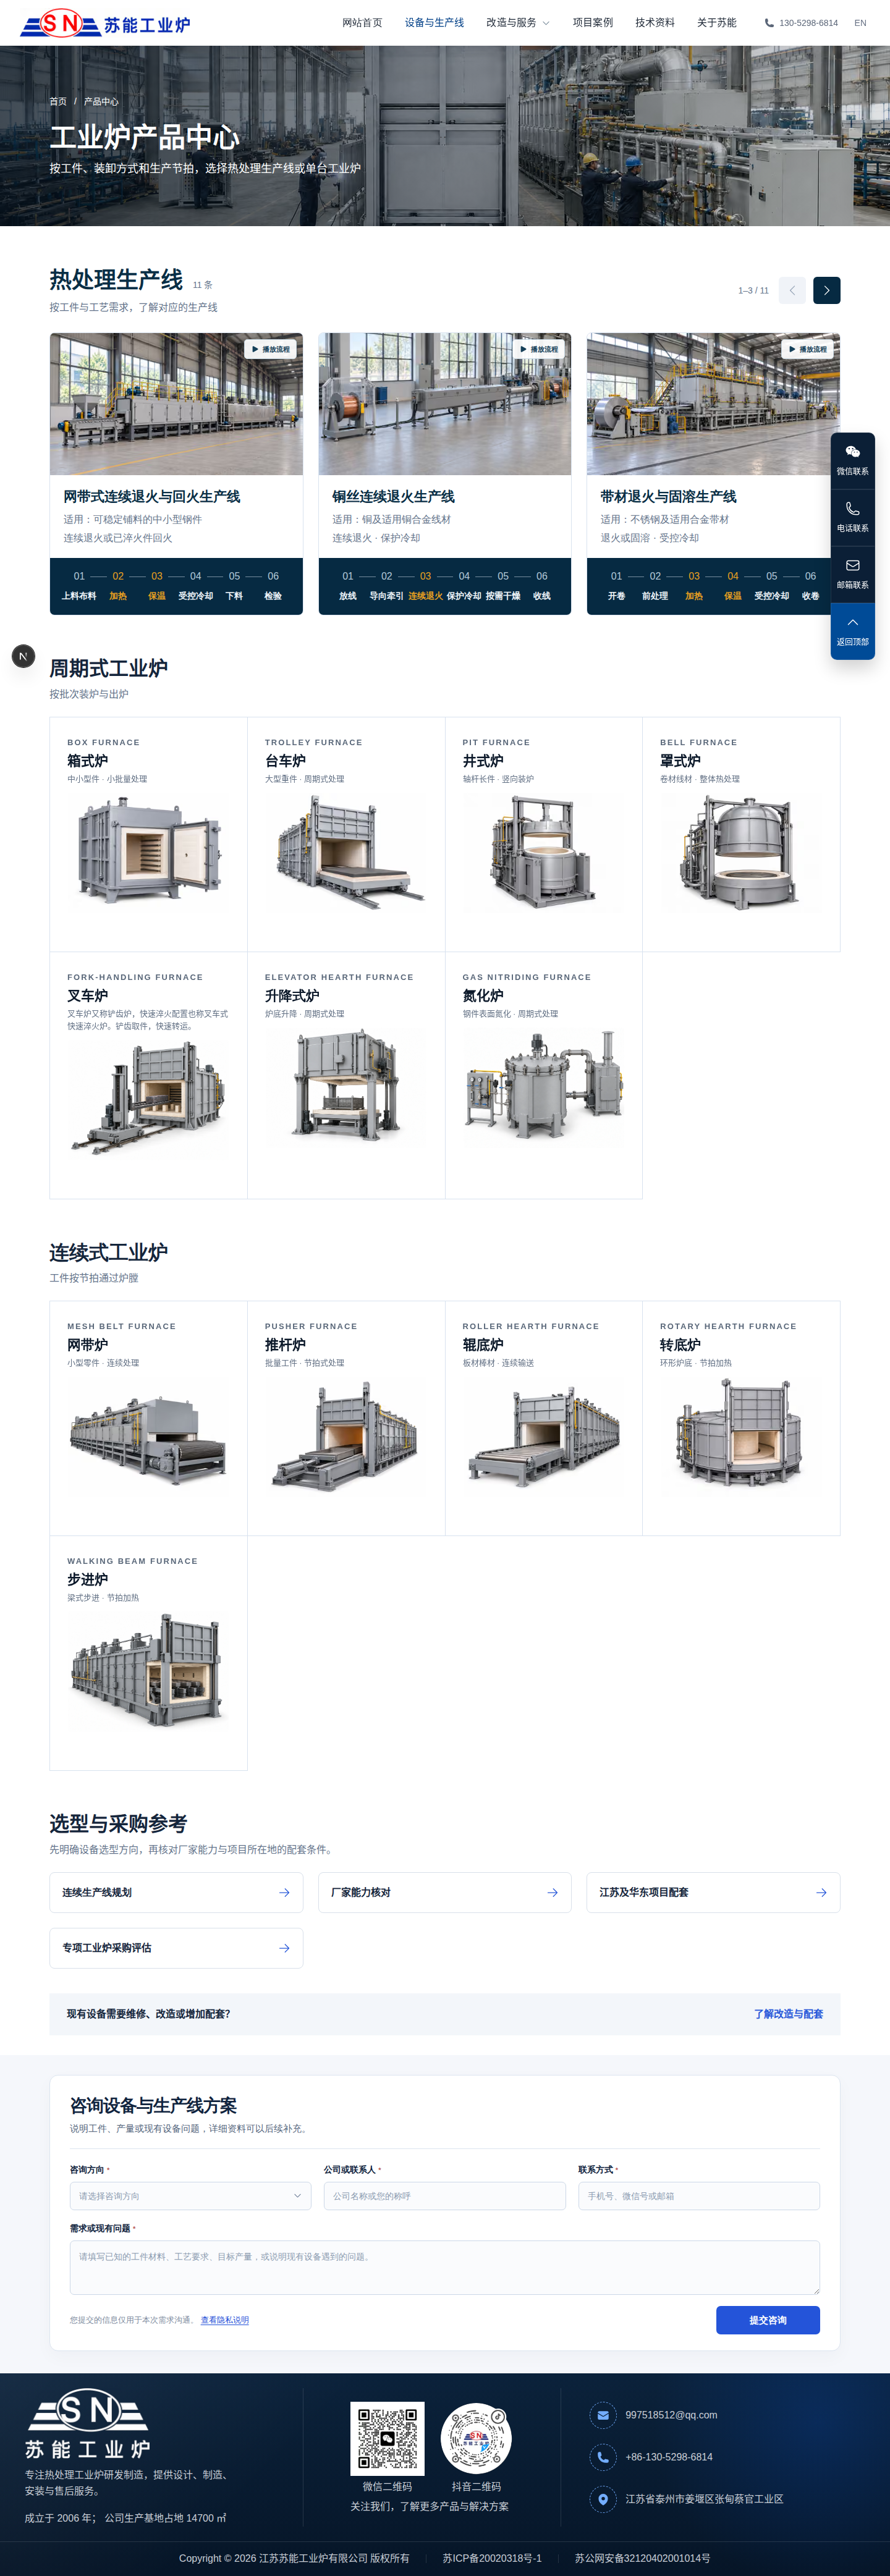 SN 苏能工业炉
网站首页
设备与生产线
改造与服务
项目案例
技术资料
关于苏能
130-5298-6814
EN
首页 / 产品中心
工业炉产品中心
按工件、装卸方式和生产节拍，选择热处理生产线或单台工业炉
热处理生产线 11 条
按工件与工艺需求，了解对应的生产线
1–3 / 11
播放流程
网带式连续退火与回火生产线
适用：可稳定铺料的中小型钢件
连续退火或已淬火件回火
01 02 03 04 05 06
上料布料 加热 保温 受控冷却 下料 检验
播放流程
铜丝连续退火生产线
适用：铜及适用铜合金线材
连续退火 · 保护冷却
01 02 03 04 05 06
放线 导向牵引 连续退火 保护冷却 按需干燥 收线
播放流程
带材退火与固溶生产线
适用：不锈钢及适用合金带材
退火或固溶 · 受控冷却
01 02 03 04 05 06
开卷 前处理 加热 保温 受控冷却 收卷
微信联系
电话联系
邮箱联系
返回顶部
N
周期式工业炉
按批次装炉与出炉
BOX FURNACE
箱式炉
中小型件 · 小批量处理
TROLLEY FURNACE
台车炉
大型重件 · 周期式处理
PIT FURNACE
井式炉
轴杆长件 · 竖向装炉
BELL FURNACE
罩式炉
卷材线材 · 整体热处理
FORK-HANDLING FURNACE
叉车炉
叉车炉又称铲齿炉，快速淬火配置也称叉车式
快速淬火炉。铲齿取件，快速转运。
ELEVATOR HEARTH FURNACE
升降式炉
炉底升降 · 周期式处理
GAS NITRIDING FURNACE
氮化炉
钢件表面氮化 · 周期式处理
连续式工业炉
工件按节拍通过炉膛
MESH BELT FURNACE
网带炉
小型零件 · 连续处理
PUSHER FURNACE
推杆炉
批量工件 · 节拍式处理
ROLLER HEARTH FURNACE
辊底炉
板材棒材 · 连续输送
ROTARY HEARTH FURNACE
转底炉
环形炉底 · 节拍加热
WALKING BEAM FURNACE
步进炉
梁式步进 · 节拍加热
选型与采购参考
先明确设备选型方向，再核对厂家能力与项目所在地的配套条件。
连续生产线规划
厂家能力核对
江苏及华东项目配套
专项工业炉采购评估
现有设备需要维修、改造或增加配套？
了解改造与配套
咨询设备与生产线方案
说明工件、产量或现有设备问题，详细资料可以后续补充。
咨询方向 *
公司或联系人 *
联系方式 *
请选择咨询方向
公司名称或您的称呼
手机号、微信号或邮箱
需求或现有问题 *
请填写已知的工件材料、工艺要求、目标产量，或说明现有设备遇到的问题。
您提交的信息仅用于本次需求沟通。 查看隐私说明
提交咨询
SN
苏能工业炉
专注热处理工业炉研发制造，提供设计、制造、
安装与售后服务。
成立于 2006 年； 公司生产基地占地 14700 ㎡
微信二维码
抖音二维码
关注我们，了解更多产品与解决方案
997518512@qq.com
+86-130-5298-6814
江苏省泰州市姜堰区张甸蔡官工业区
Copyright © 2026 江苏苏能工业炉有限公司 版权所有
苏ICP备20020318号-1
苏公网安备32120402001014号